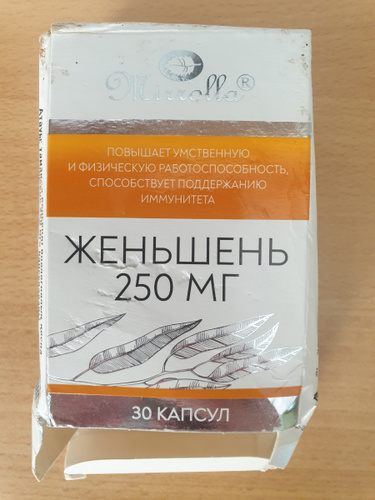 Mirrolla®
ПОВЫШАЕТ УМСТВЕННУЮ
И ФИЗИЧЕСКУЮ РАБОТОСПОСОБНОСТЬ,
СПОСОБСТВУЕТ ПОДДЕРЖАНИЮ
ИММУНИТЕТА
ЖЕНЬШЕНЬ
250 МГ
30 КАПСУЛ